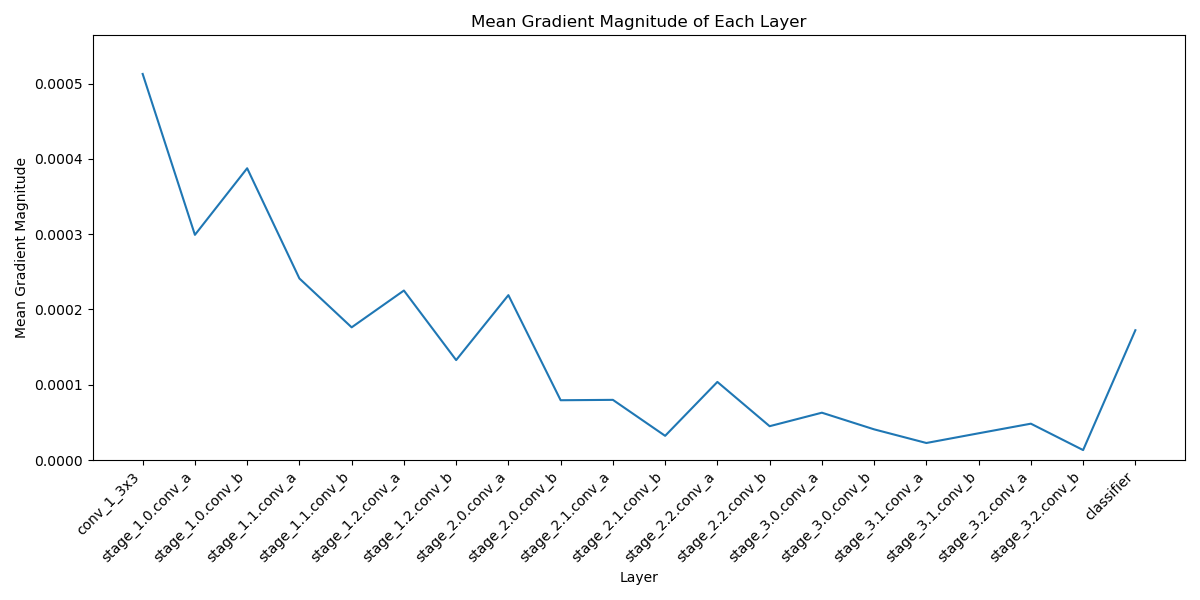 Mean Gradient Magnitude of Each Layer
Mean Gradient Magnitude
0.0005
0.0004
0.0003
0.0002
0.0001
0.0000
conv_1_3x3
stage_1.0.conv_a
stage_1.0.conv_b
stage_1.1.conv_a
stage_1.1.conv_b
stage_1.2.conv_a
stage_1.2.conv_b
stage_2.0.conv_a
stage_2.0.conv_b
stage_2.1.conv_a
stage_2.1.conv_b
stage_2.2.conv_a
stage_2.2.conv_b
stage_3.0.conv_a
stage_3.0.conv_b
stage_3.1.conv_a
stage_3.1.conv_b
stage_3.2.conv_a
stage_3.2.conv_b
classifier
Layer